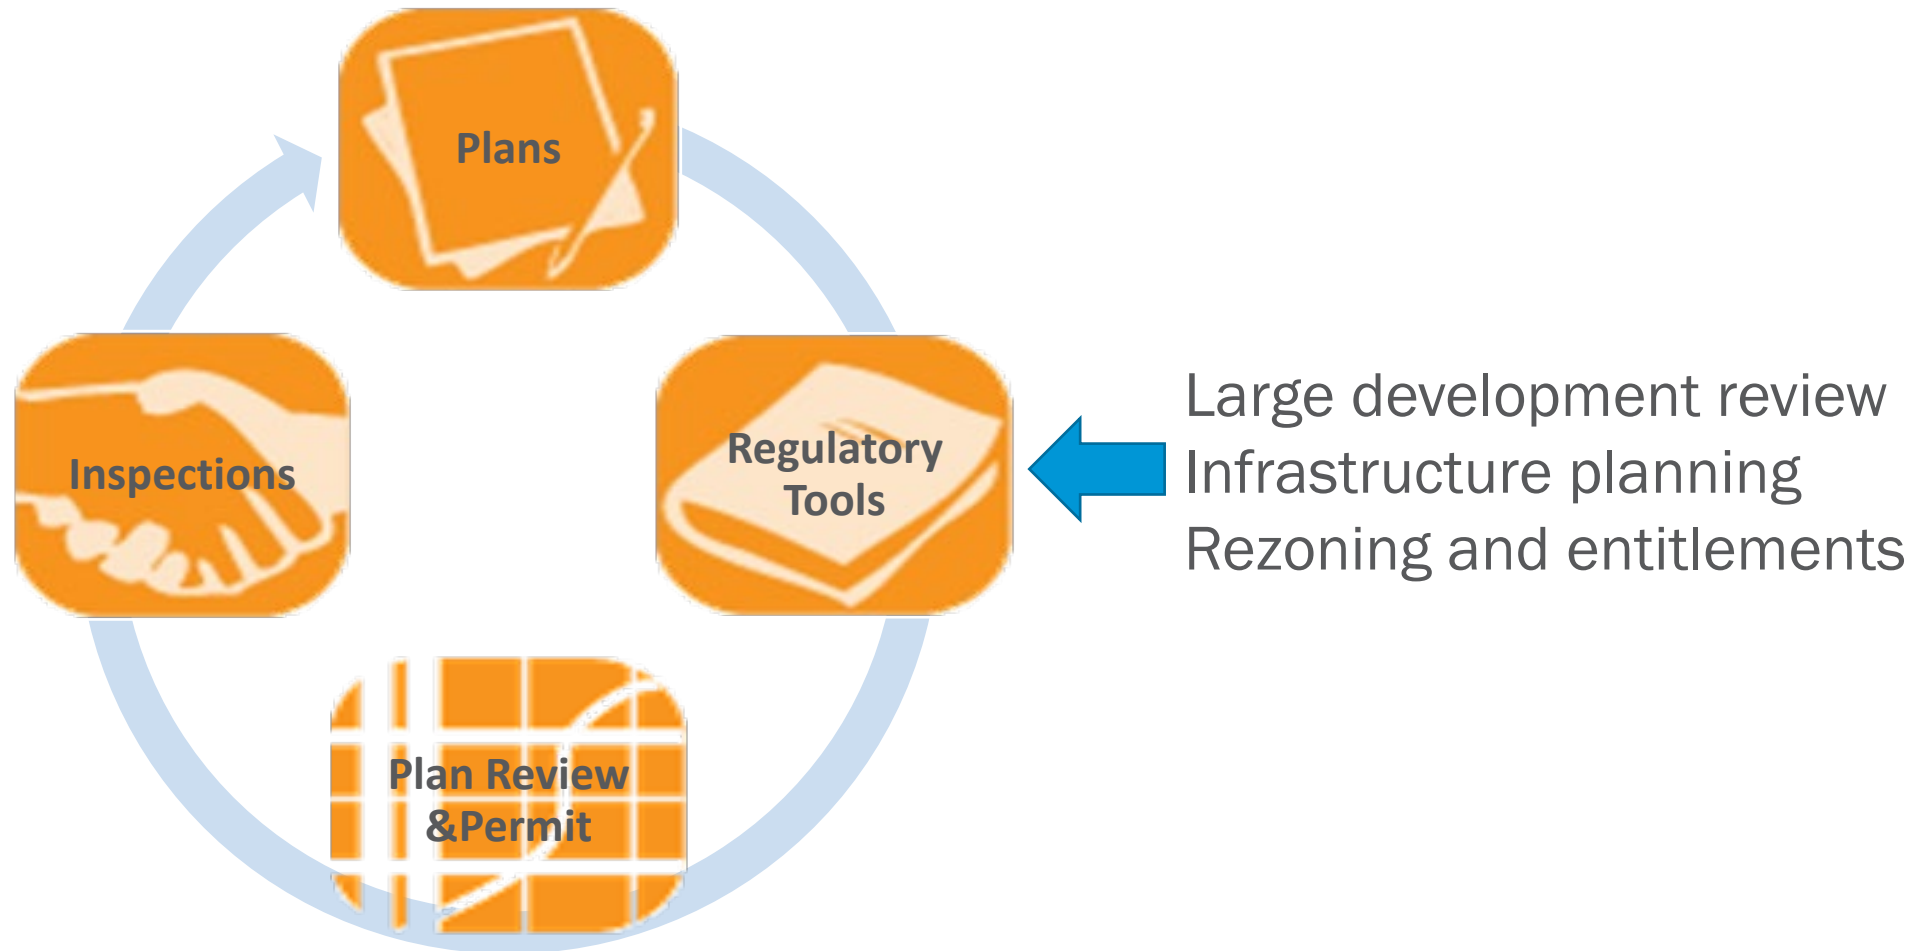 Plans
Regulatory
Tools
Large development review
Infrastructure planning
Rezoning and entitlements
Inspections
Plan Review
&Permit